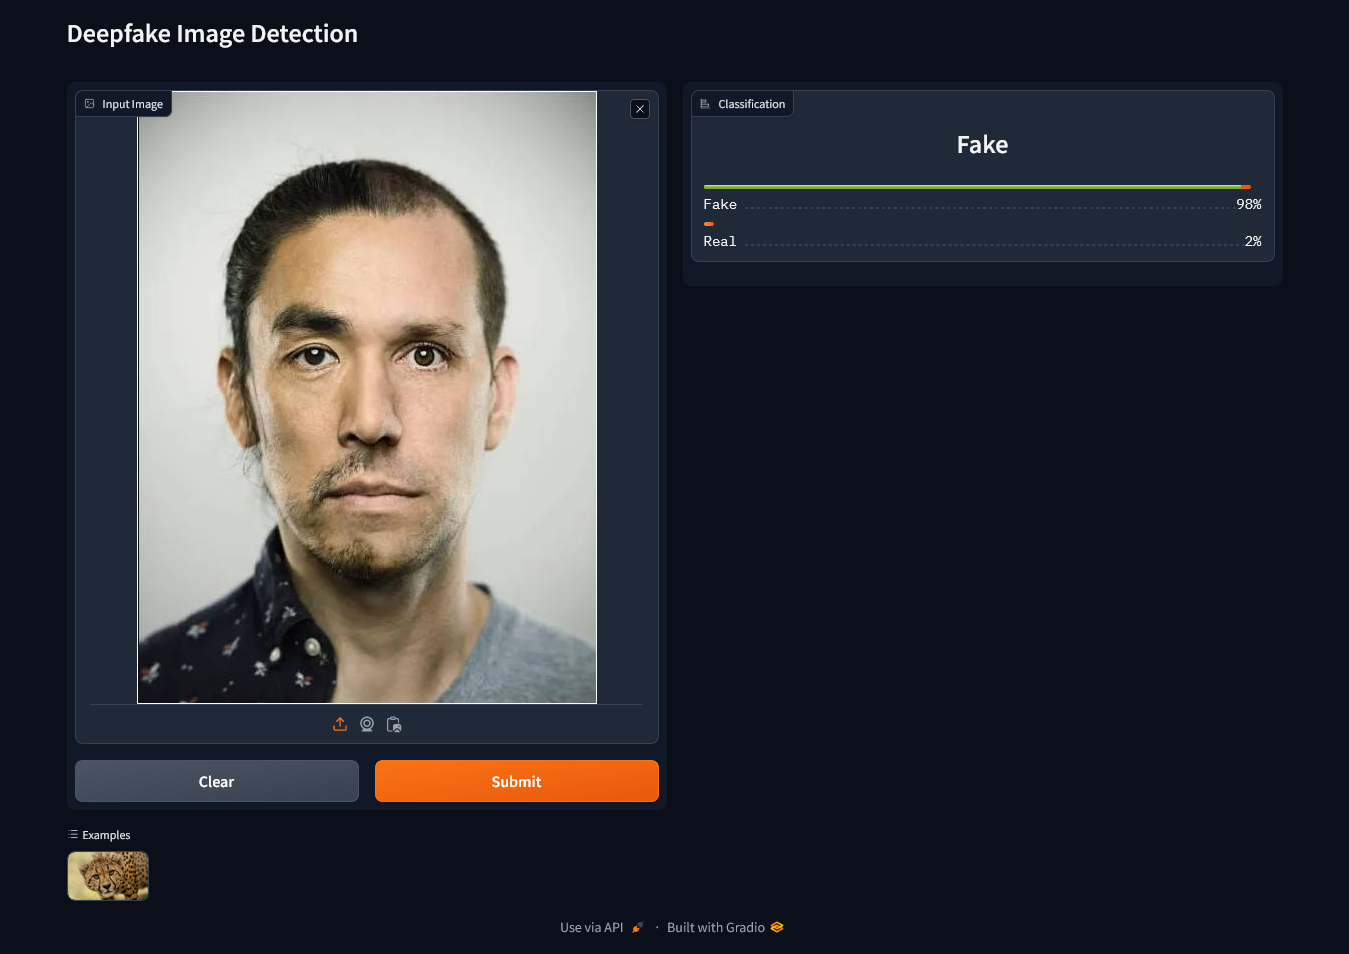 Deepfake Image Detection
Input Image
Classification
Fake
Fake 98%
Real 2%
Clear
Submit
Examples
Use via API · Built with Gradio